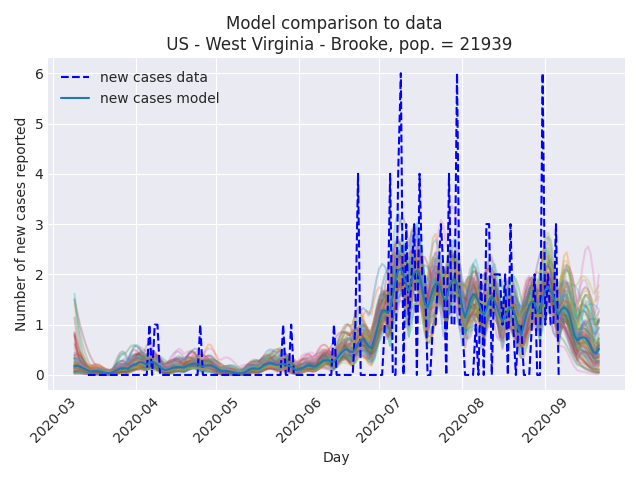 Model comparison to data
US - West Virginia - Brooke, pop. = 21939
new cases data
new cases model
Number of new cases reported
6
5
4
3
2
1
0
2020-03
2020-04
2020-05
2020-06
2020-07
2020-08
2020-09
Day